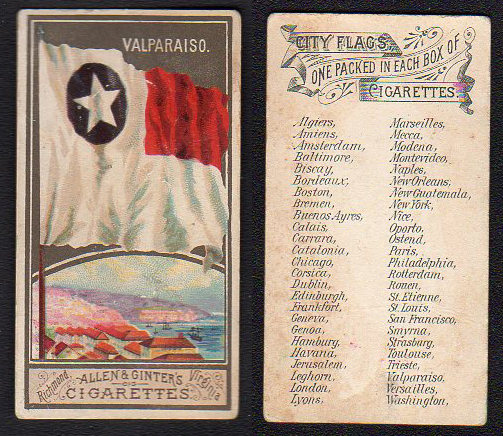 VALPARAISO.
ALLEN & GINTER'S
Richmond CIGARETTES Virginia
CITY FLAGS
ONE PACKED IN EACH BOX OF
CIGARETTES
Algiers,
Amiens,
Amsterdam,
Baltimore,
Biscay,
Bordeaux,
Boston,
Bremen,
Buenos Ayres,
Calais,
Carrara,
Catalonia,
Chicago,
Corsica,
Dublin,
Edinburgh,
Frankfort,
Geneva,
Genoa,
Hamburg,
Havana,
Jerusalem,
Leghorn,
London,
Lyons,
Marseilles,
Mecca,
Modena,
Montevideo,
Naples,
New Orleans,
New Guatemala,
New York,
Nice,
Oporto,
Ostend,
Paris,
Philadelphia,
Rotterdam,
Rouen,
St. Etienne,
St. Louis,
San Francisco,
Smyrna,
Strasburg,
Toulouse,
Trieste,
Valparaiso.
Versailles,
Washington,